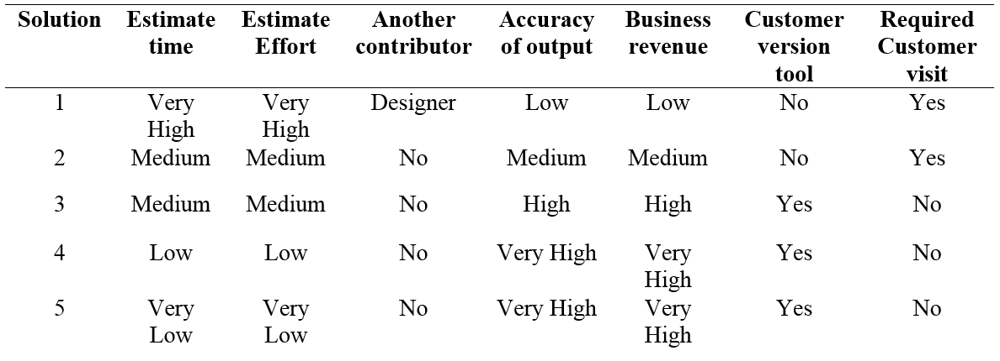 Solution Estimate time Estimate Effort Another contributor Accuracy of output Business revenue Customer version tool Required Customer visit
1 Very High Very High Designer Low Low No Yes
2 Medium Medium No Medium Medium No Yes
3 Medium Medium No High High Yes No
4 Low Low No Very High Very High Yes No
5 Very Low Very Low No Very High Very High Yes No